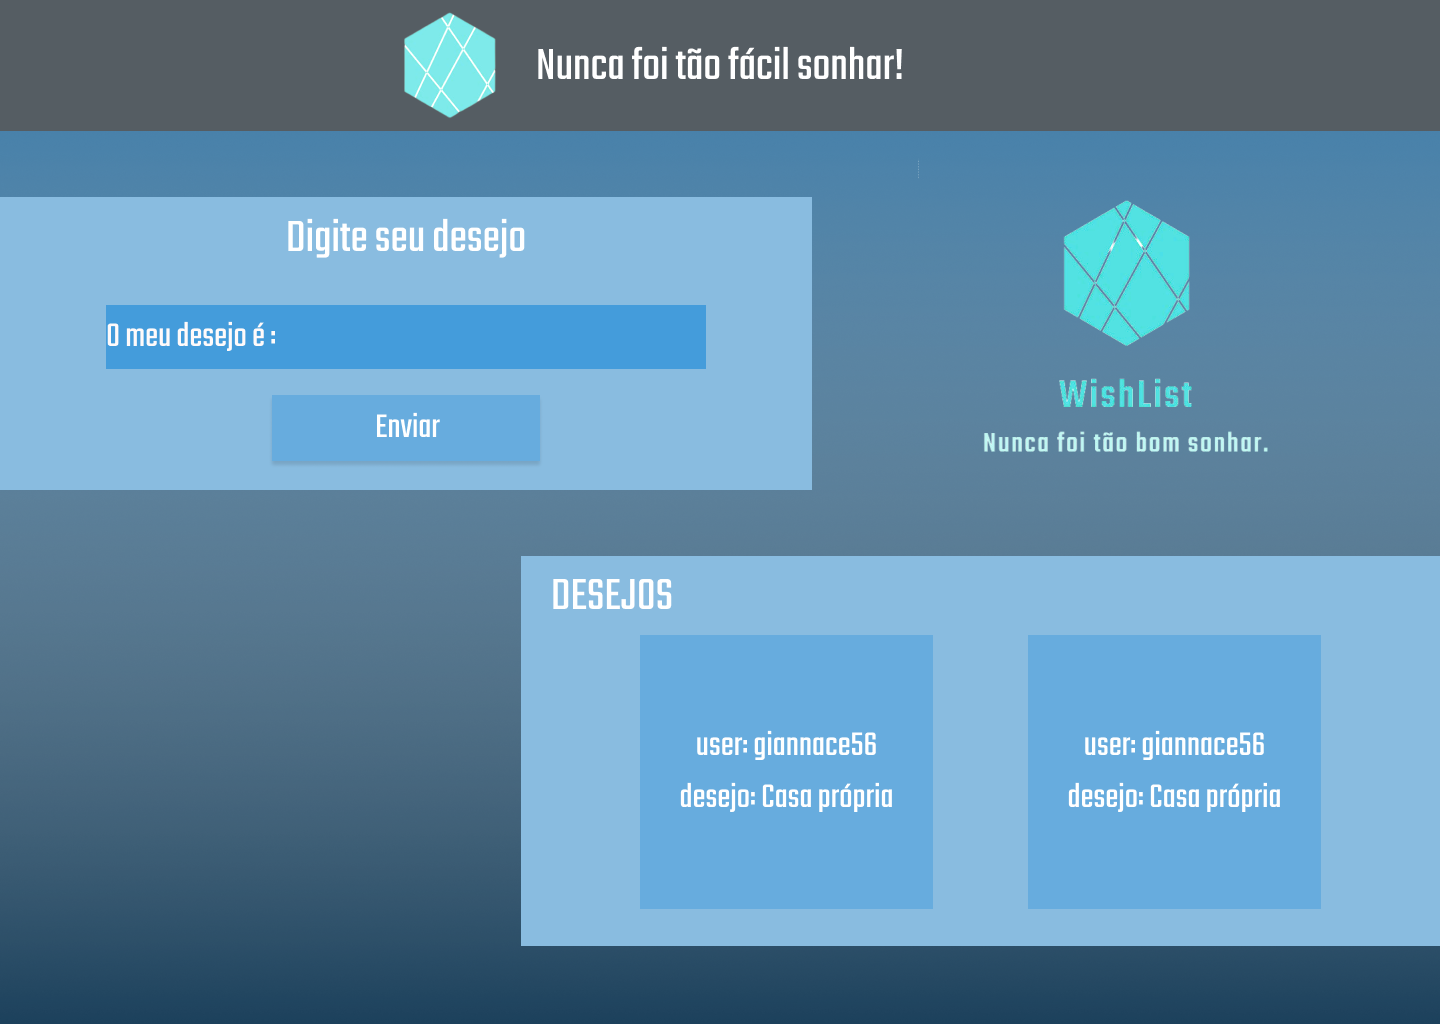 Nunca foi tão fácil sonhar!
Digite seu desejo
O meu desejo é :
Enviar
WishList
Nunca foi tão bom sonhar.
DESEJOS
user: giannace56
desejo: Casa própria
user: giannace56
desejo: Casa própria